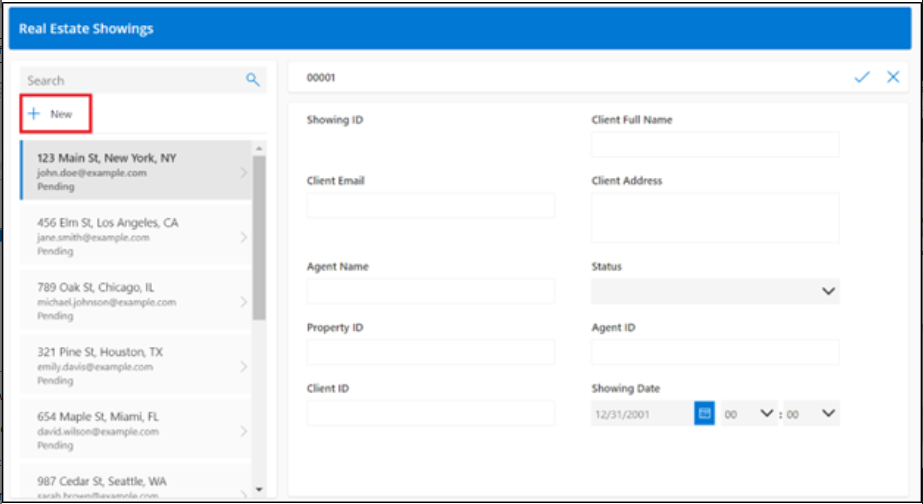 Real Estate Showings
Search
New
123 Main St, New York, NY
john.doe@example.com
Pending
456 Elm St, Los Angeles, CA
jane.smith@example.com
Pending
789 Oak St, Chicago, IL
michael.johnson@example.com
Pending
321 Pine St, Houston, TX
emily.davis@example.com
Pending
654 Maple St, Miami, FL
david.wilson@example.com
Pending
987 Cedar St, Seattle, WA
sarah.brown@example.com
00001
Showing ID
Client Full Name
Client Email
Client Address
Agent Name
Status
Property ID
Agent ID
Client ID
Showing Date
12/31/2001
00 : 00